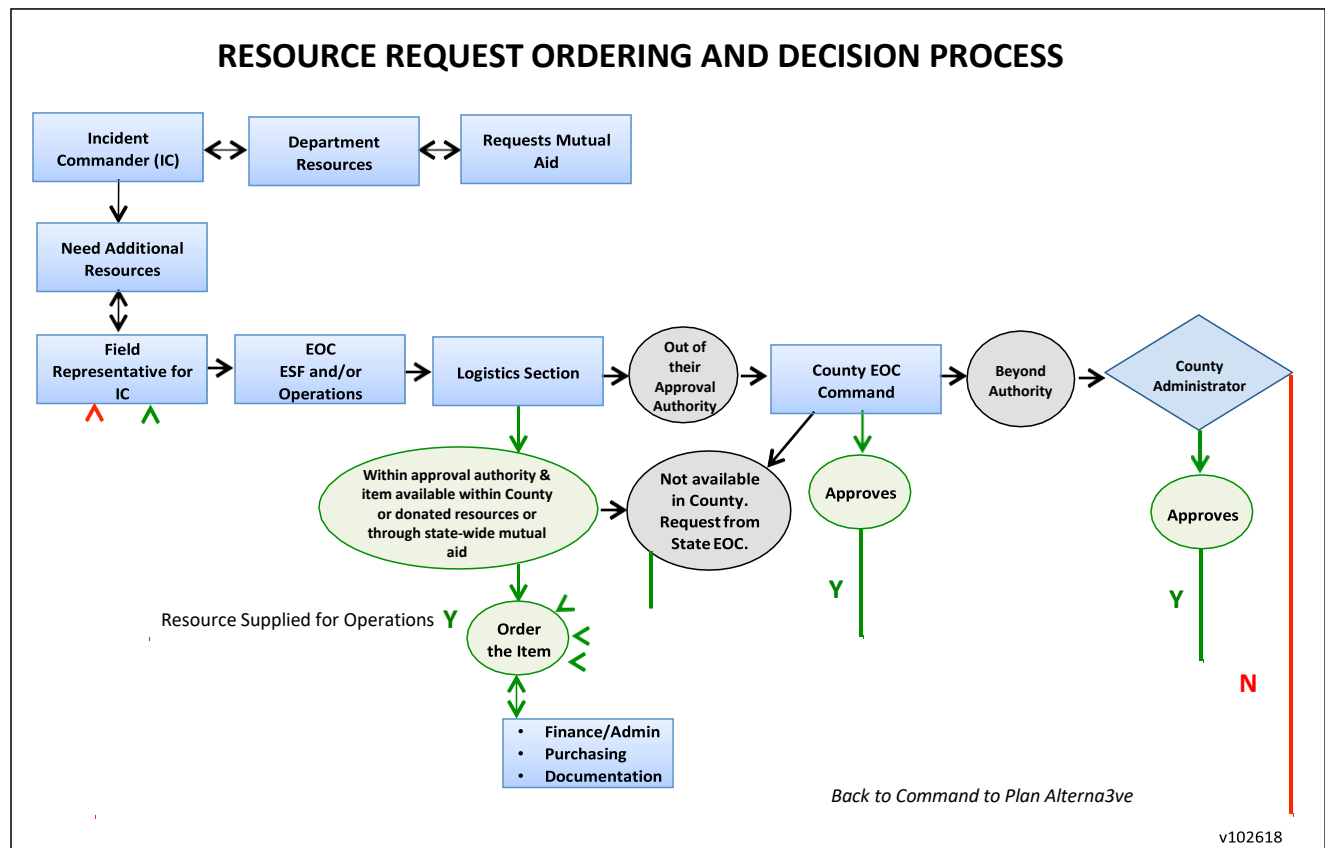 RESOURCE REQUEST ORDERING AND DECISION PROCESS
Incident
Commander (IC)
Department
Resources
Requests Mutual
Aid
Need Additional
Resources
Field
Representative for
IC
EOC
ESF and/or
Operations
Logistics Section
Out of
their
Approval
Authority
County EOC
Command
Beyond
Authority
County
Administrator
Within approval authority &
item available within County
or donated resources or
through state-wide mutual
aid
Not available
in County.
Request from
State EOC.
Approves
Approves
Y
Y
Resource Supplied for Operations Y
Order
the Item
N
• Finance/Admin
• Purchasing
• Documentation
Back to Command to Plan Alterna3ve
v102618